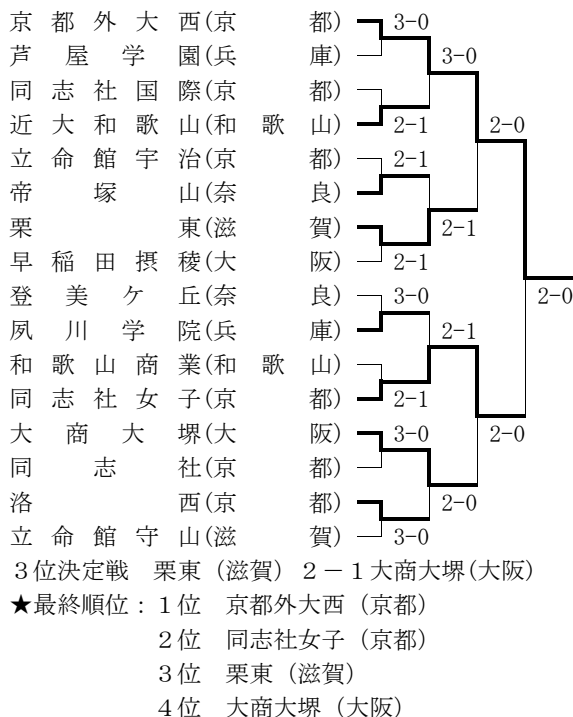 京都外大西(京都) 3-0
芦屋学園(兵庫) 3-0
同志社国際(京都)
近大和歌山(和歌山) 2-1 2-0
立命館宇治(京都) 2-1
帝塚山(奈良)
栗東(滋賀) 2-1
早稲田摂稜(大阪) 2-1
登美ケ丘(奈良) 3-0 2-0
夙川学院(兵庫) 2-1
和歌山商業(和歌山)
同志社女子(京都) 2-1
大商大堺(大阪) 3-0 2-0
同志社(京都)
洛西(京都) 2-0
立命館守山(滋賀) 3-0
３位決定戦 栗東（滋賀）２－１大商大堺(大阪)
★最終順位：１位 京都外大西（京都）
２位 同志社女子（京都）
３位 栗東（滋賀）
４位 大商大堺（大阪）